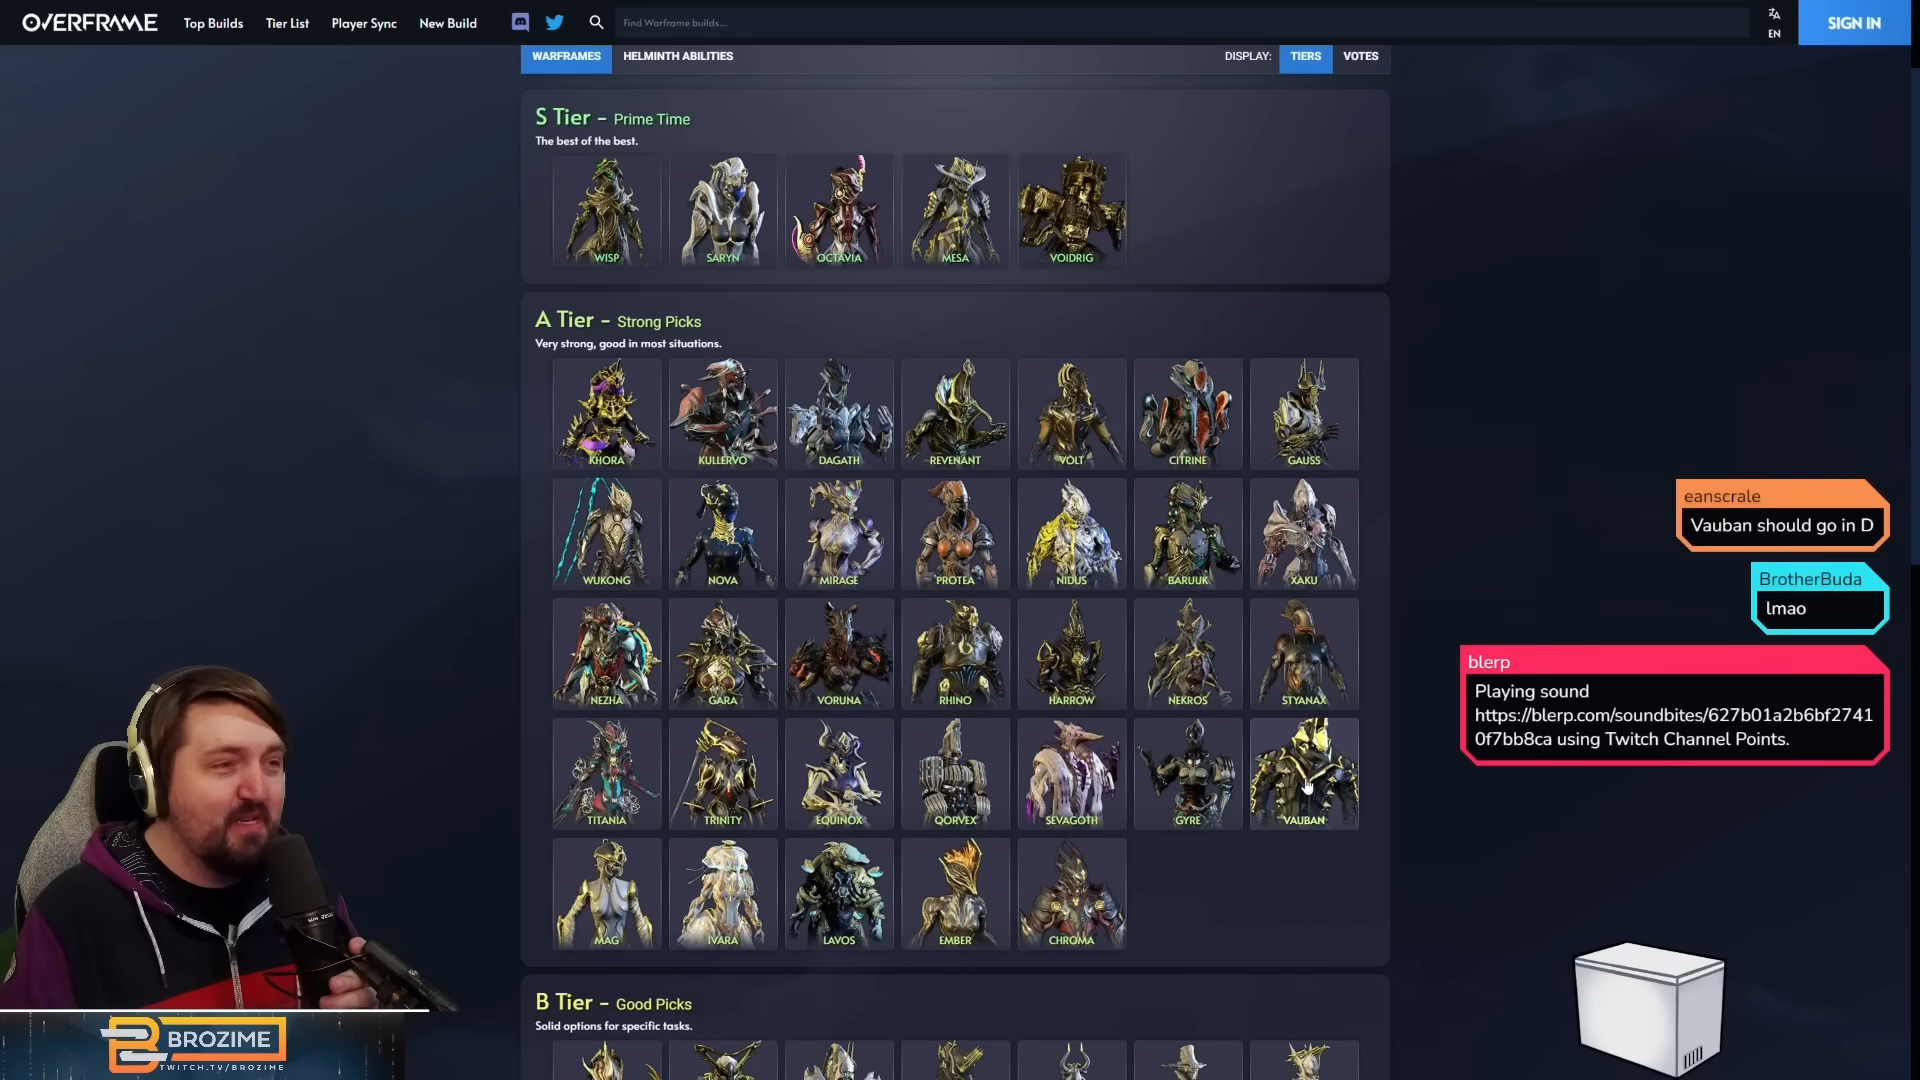 OVERFRAME
Top Builds
Tier List
Player Sync
New Build
Find Warframe builds...
EN
SIGN IN
WARFRAMES
HELMINTH ABILITIES
DISPLAY:
TIERS
VOTES
S Tier - Prime Time
The best of the best.
WISP
SARYN
OCTAVIA
MESA
VOIDRIG
A Tier - Strong Picks
Very strong, good in most situations.
KHORA
KULLERVO
DAGATH
REVENANT
VOLT
CITRINE
GAUSS
WUKONG
NOVA
MIRAGE
PROTEA
NIDUS
BARUUK
XAKU
NEZHA
GARA
VORUNA
RHINO
HARROW
NEKROS
STYANAX
TITANIA
TRINITY
EQUINOX
QORVEX
SEVAGOTH
GYRE
VAUBAN
MAG
IVARA
LAVOS
EMBER
CHROMA
B Tier - Good Picks
Solid options for specific tasks.
eanscrale
Vauban should go in D
BrotherBuda
lmao
blerp
Playing sound
https://blerp.com/soundbites/627b01a2b6bf2741
0f7bb8ca using Twitch Channel Points.
BROZIME
TWITCH.TV/BROZIME